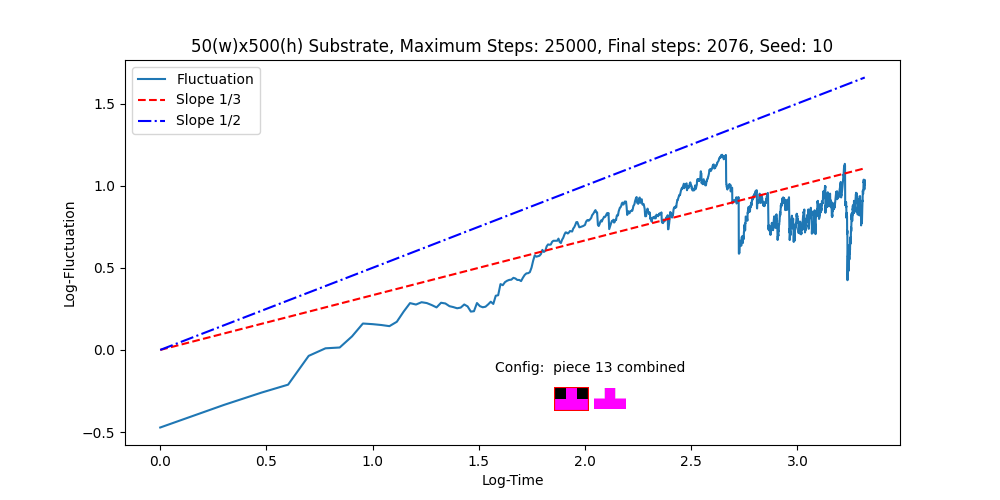 50(w)x500(h) Substrate, Maximum Steps: 25000, Final steps: 2076, Seed: 10
Fluctuation
Slope 1/3
Slope 1/2
1.5
1.0
0.5
0.0
−0.5
Log-Fluctuation
Config:  piece 13 combined
0.0 0.5 1.0 1.5 2.0 2.5 3.0
Log-Time